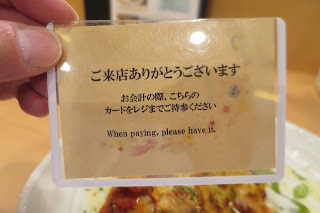 ご来店ありがとうございます
お会計の際、こちらの
カードをレジまでご持参ください
When paying, please have it.